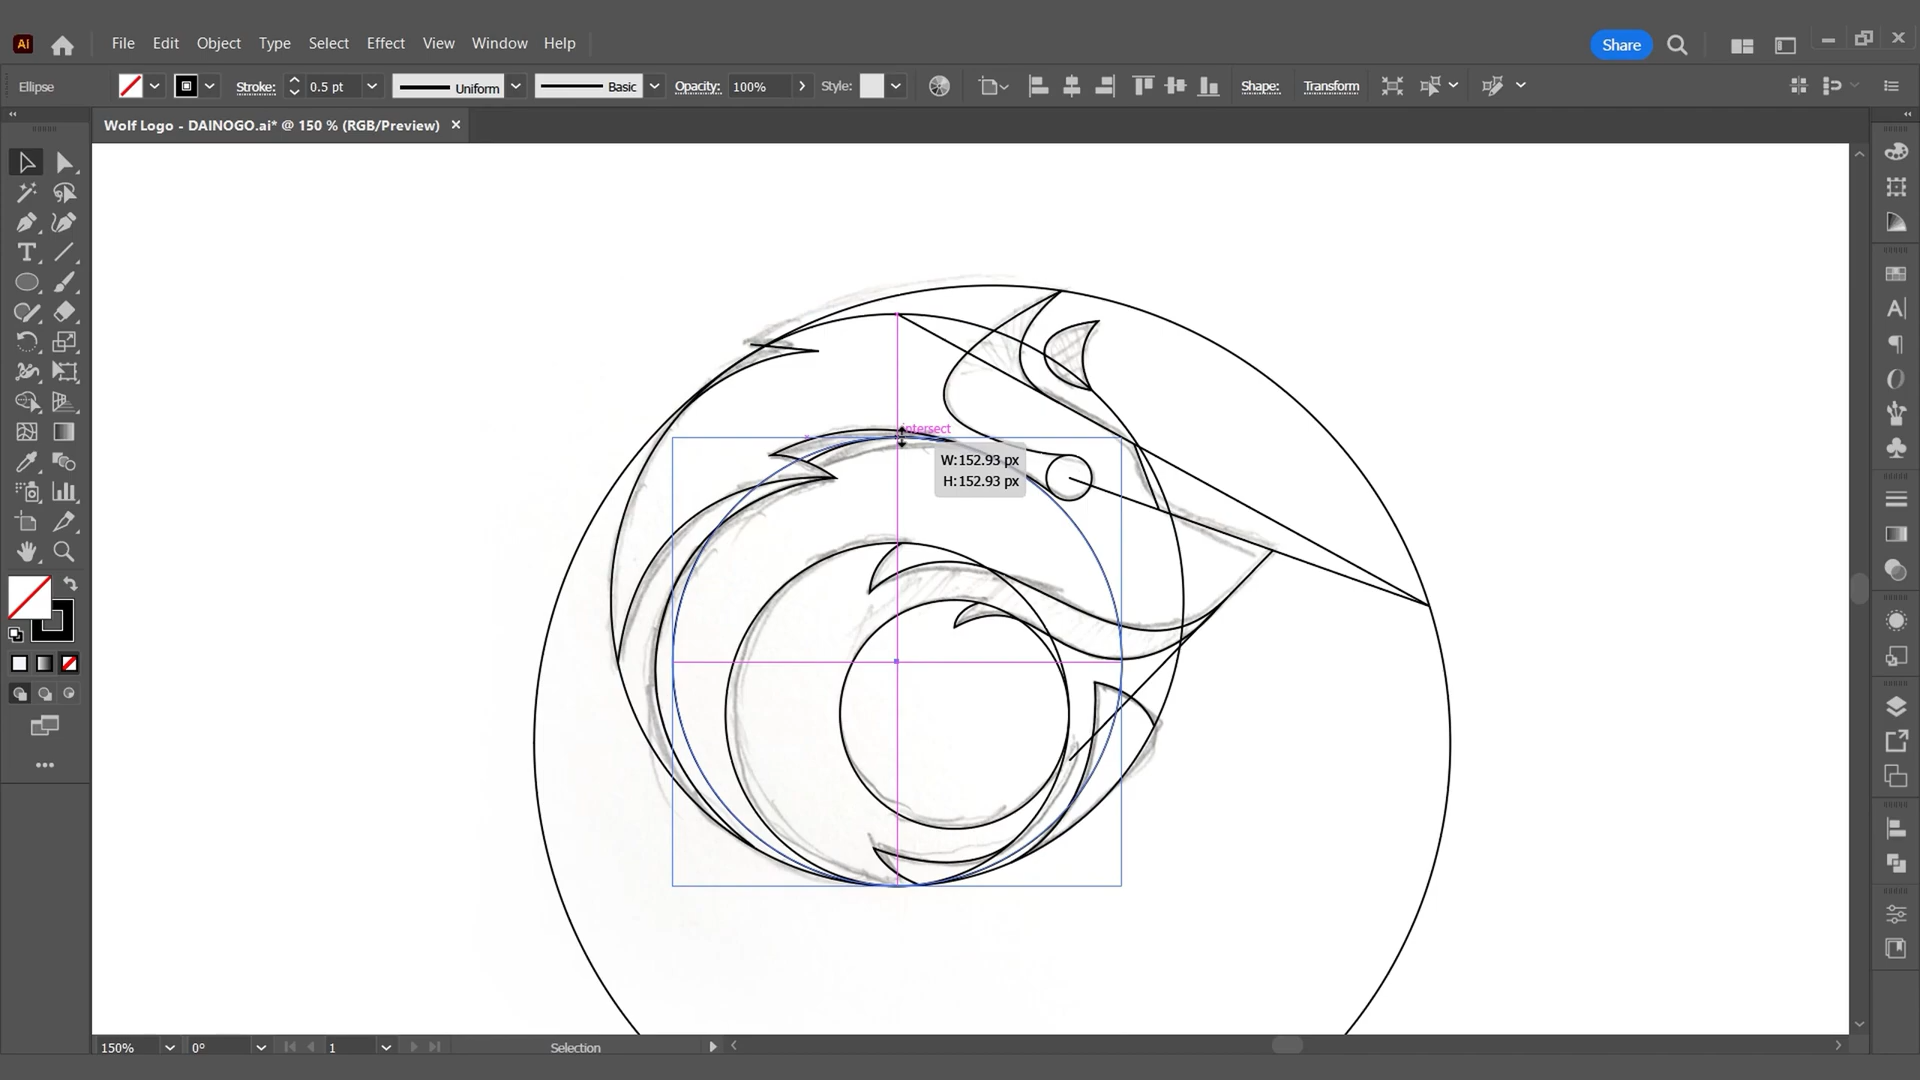 Ai File Edit Object Type Select Effect View Window Help Share
Ellipse Stroke: 0.5 pt Uniform Basic Opacity: 100% Style: Shape: Transform
Wolf Logo - DAINOGO.ai* @ 150 % (RGB/Preview)
ntersect
W:152.93 px
H:152.93 px
150% 0° 1 Selection